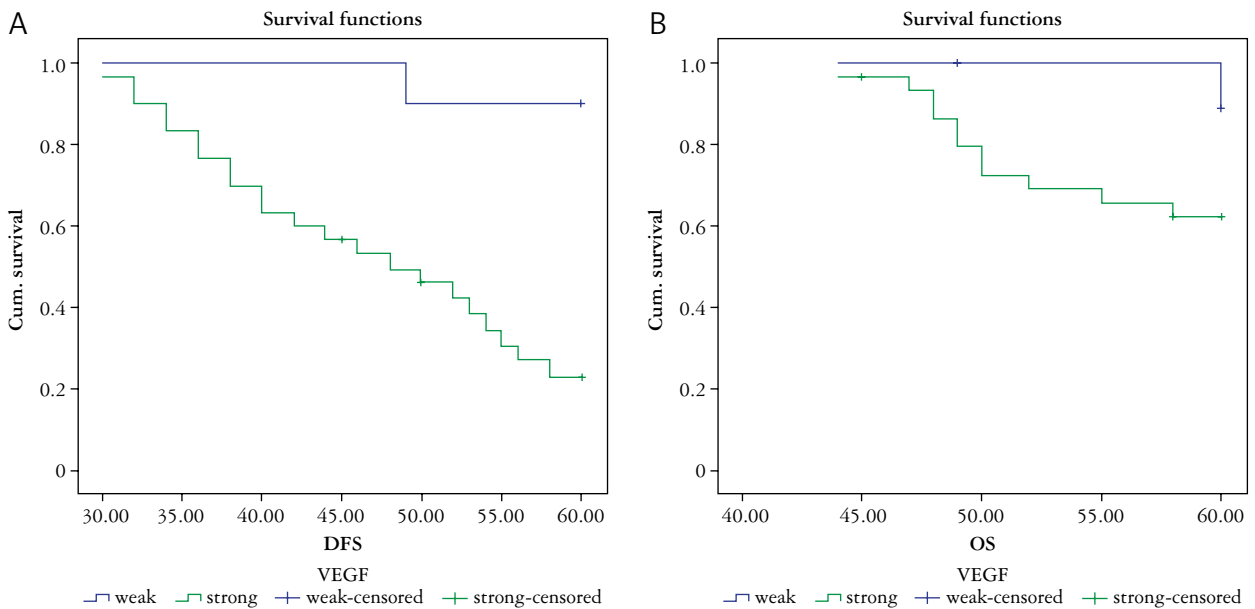 A
Survival functions
Cum. survival
1.0
0.8
0.6
0.4
0.2
0
30.00 35.00 40.00 45.00 50.00 55.00 60.00
DFS
VEGF
weak strong weak-censored strong-censored
B
Survival functions
Cum. survival
1.0
0.8
0.6
0.4
0.2
0
40.00 45.00 50.00 55.00 60.00
OS
VEGF
weak strong weak-censored strong-censored